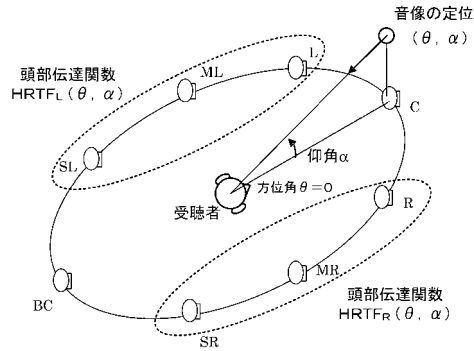 音像の定位
(θ, α)
頭部伝達関数
HRTFL(θ, α)
L
ML
C
SL
仰角α
方位角θ=0
受聴者
R
MR
BC
SR
頭部伝達関数
HRTFR(θ, α)